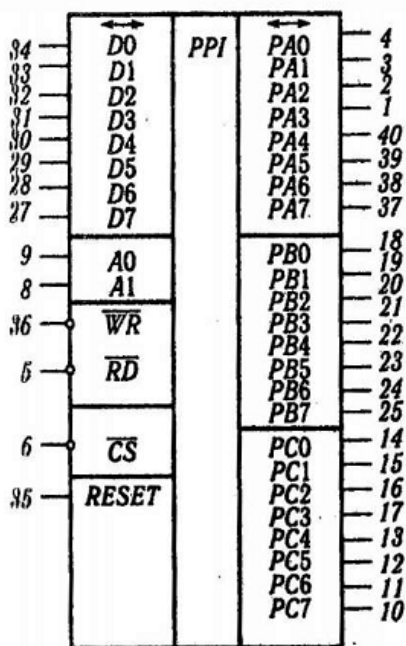 34 D0 PPI PA0 4
33 D1 PA1 3
32 D2 PA2 2
31 D3 PA3 1
30 D4 PA4 40
29 D5 PA5 39
28 D6 PA6 38
27 D7 PA7 37
9 A0 PB0 18
8 A1 PB1 19
PB2 20
36 WR PB3 21
PB4 22
5 RD PB5 23
PB6 24
PB7 25
6 CS PC0 14
PC1 15
35 RESET PC2 16
PC3 17
PC4 13
PC5 12
PC6 11
PC7 10